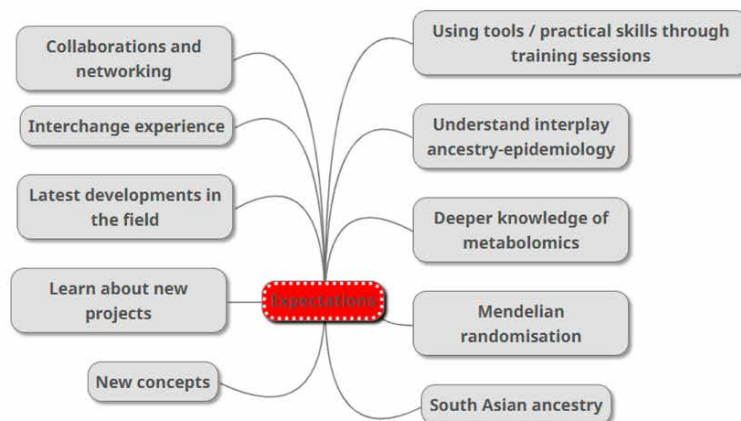 Collaborations and
networking
Interchange experience
Latest developments in
the field
Learn about new
projects
New concepts
Expectations
Using tools / practical skills through
training sessions
Understand interplay
ancestry-epidemiology
Deeper knowledge of
metabolomics
Mendelian
randomisation
South Asian ancestry